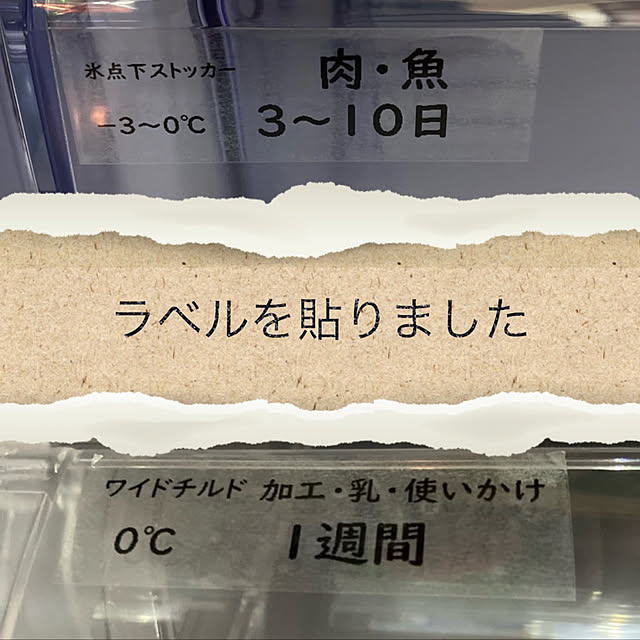 氷点下ストッカー 肉・魚
－3～0℃ 3～10日
ラベルを貼りました
ワイドチルド 加工・乳・使いかけ
0℃ 1週間